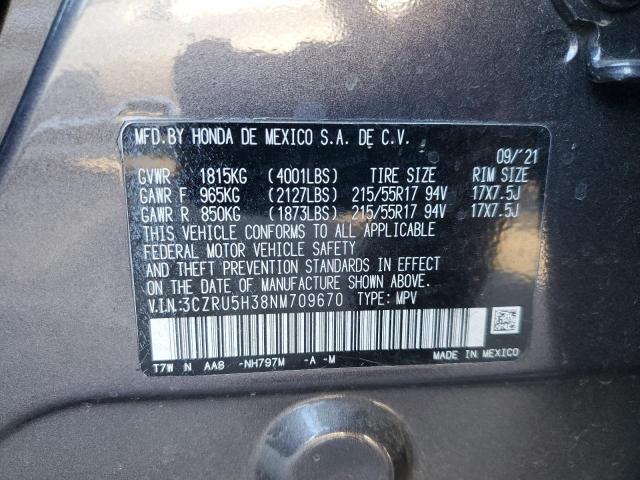 MFD.BY HONDA DE MEXICO S.A. DE C.V.
09/'21
GVWR 1815KG (4001LBS) TIRE SIZE RIM SIZE
GAWR F 965KG (2127LBS) 215/55R17 94V 17X7.5J
GAWR R 850KG (1873LBS) 215/55R17 94V 17X7.5J
THIS VEHICLE CONFORMS TO ALL APPLICABLE
FEDERAL MOTOR VEHICLE SAFETY
AND THEFT PREVENTION STANDARDS IN EFFECT
ON THE DATE OF MANUFACTURE SHOWN ABOVE.
V.I.N:3CZRU5H38NM709670 TYPE: MPV
T7W N AA8 -NH797M -A -M MADE IN MEXICO